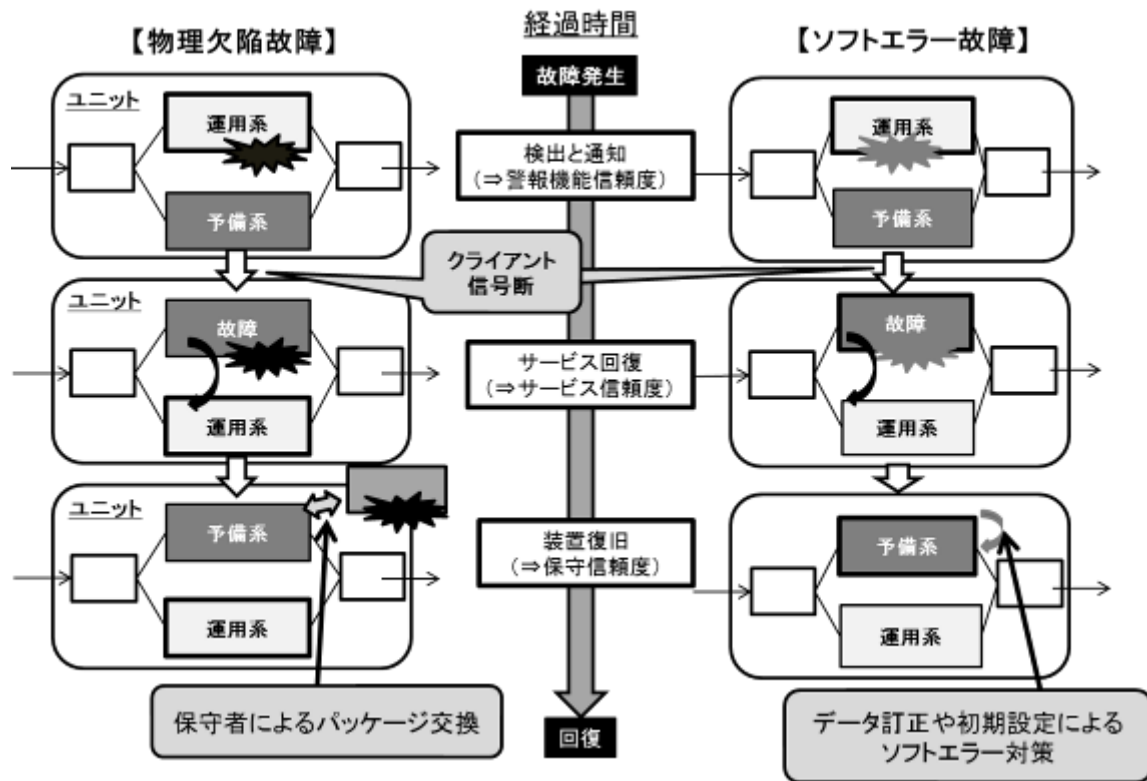 経過時間
【物理欠陥故障】
【ソフトエラー故障】
故障発生
ユニット
運用系
予備系
検出と通知
(⇒警報機能信頼度)
運用系
予備系
クライアント
信号断
ユニット
故障
運用系
サービス回復
(⇒サービス信頼度)
故障
運用系
ユニット
予備系
運用系
装置復旧
(⇒保守信頼度)
予備系
運用系
保守者によるパッケージ交換
回復
データ訂正や初期設定による
ソフトエラー対策